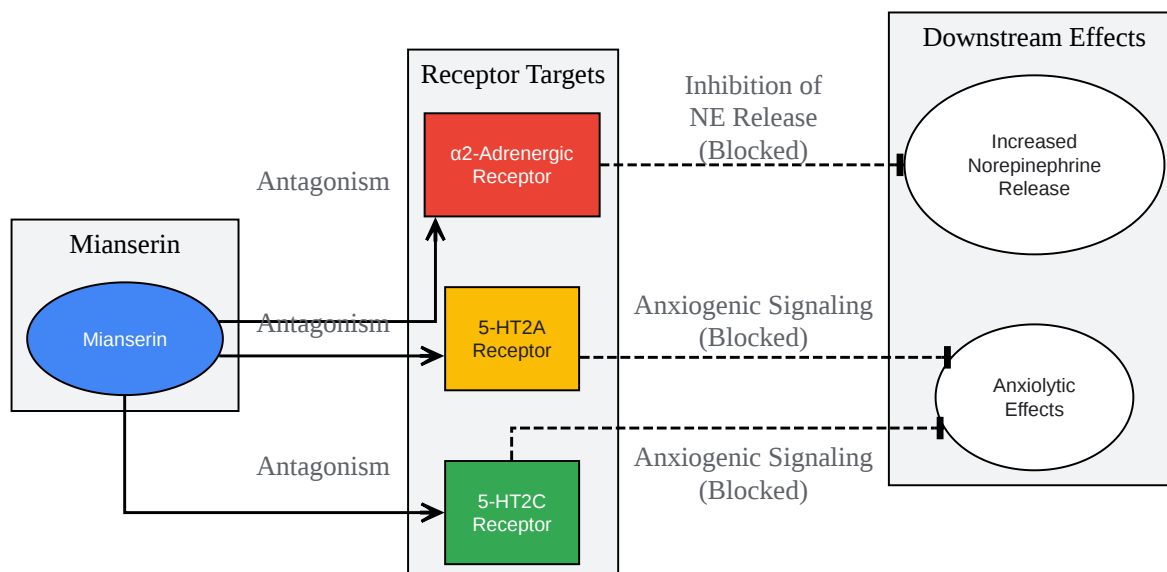 Downstream Effects
Receptor Targets
Inhibition of
NE Release
(Blocked)
α2-Adrenergic
Receptor
Increased
Norepinephrine
Release
Antagonism
Mianserin
Mianserin
Antagonism
5-HT2A
Receptor
Anxiogenic Signaling
(Blocked)
Anxiolytic
Effects
Antagonism
5-HT2C
Receptor
Anxiogenic Signaling
(Blocked)